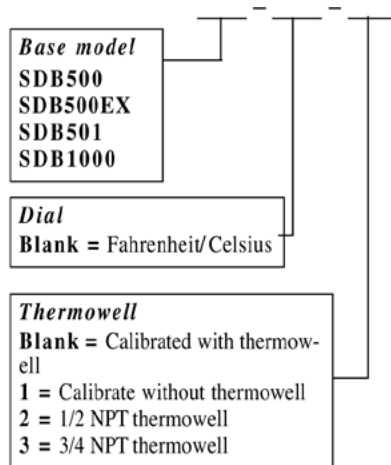 Base model
SDB500
SDB500EX
SDB501
SDB1000
Dial
Blank = Fahrenheit/Celsius
Thermowell
Blank = Calibrated with thermow-
ell
1 = Calibrate without thermowell
2 = 1/2 NPT thermowell
3 = 3/4 NPT thermowell